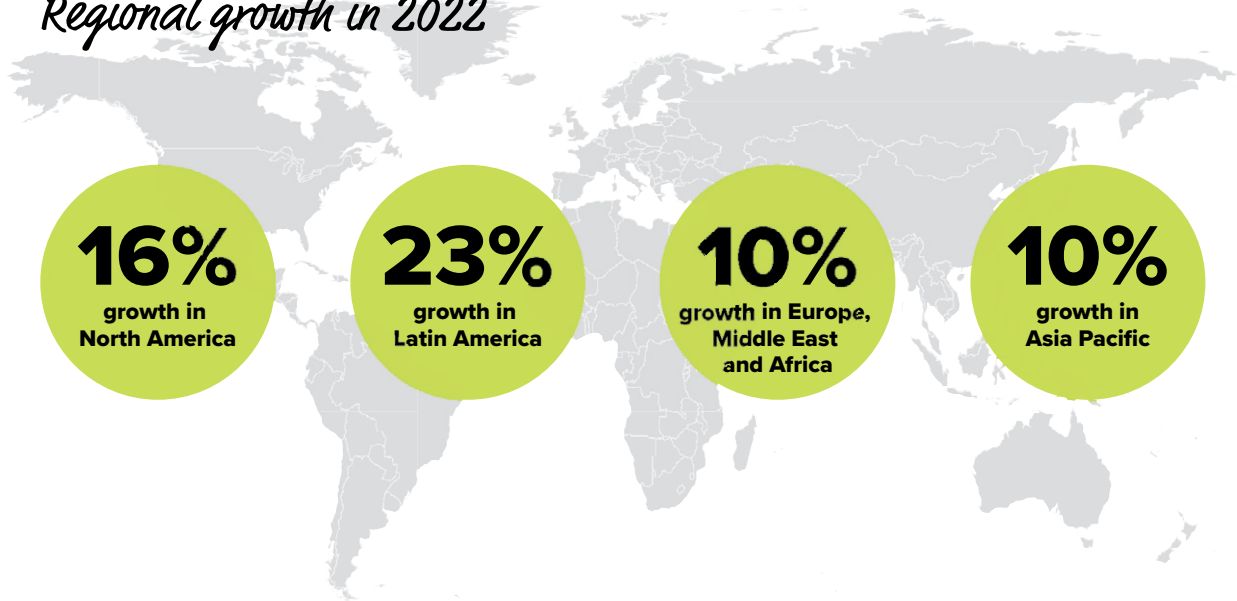 Regional growth in 2022
16%
growth in
North America
23%
growth in
Latin America
10%
growth in Europe,
Middle East
and Africa
10%
growth in
Asia Pacific